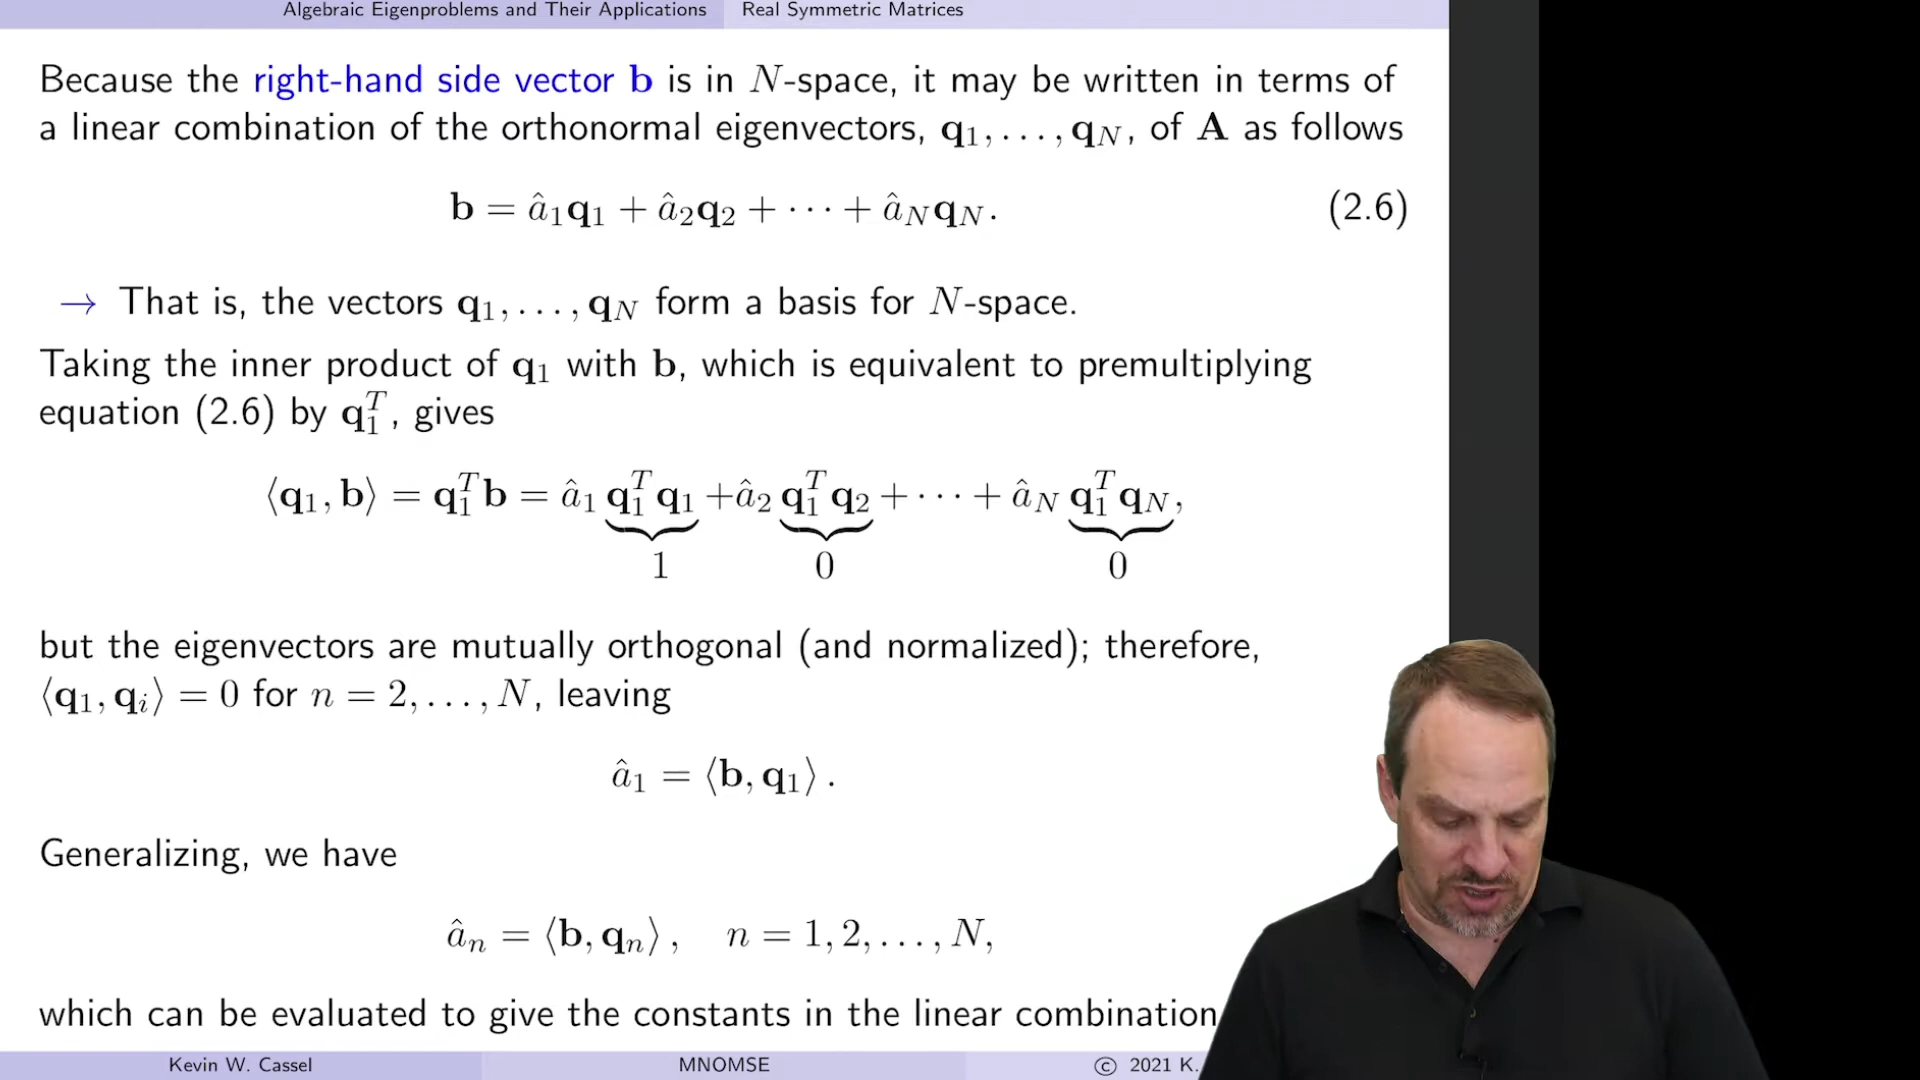 Algebraic Eigenproblems and Their Applications Real Symmetric Matrices
Because the right-hand side vector b is in N-space, it may be written in terms of
a linear combination of the orthonormal eigenvectors, q₁, . . . , q_N, of A as follows
b = â₁q₁ + â₂q₂ + · · · + â_N q_N. (2.6)
→ That is, the vectors q₁, . . . , q_N form a basis for N-space.
Taking the inner product of q₁ with b, which is equivalent to premultiplying
equation (2.6) by q₁ᵀ, gives
⟨q₁, b⟩ = q₁ᵀb = â₁ q₁ᵀq₁ + â₂ q₁ᵀq₂ + · · · + â_N q₁ᵀq_N,
1 0 0
but the eigenvectors are mutually orthogonal (and normalized); therefore,
⟨q₁, qᵢ⟩ = 0 for n = 2, . . . , N, leaving
â₁ = ⟨b, q₁⟩ .
Generalizing, we have
âₙ = ⟨b, qₙ⟩ , n = 1, 2, . . . , N,
which can be evaluated to give the constants in the linear combination
Kevin W. Cassel MNOMSE © 2021 K.